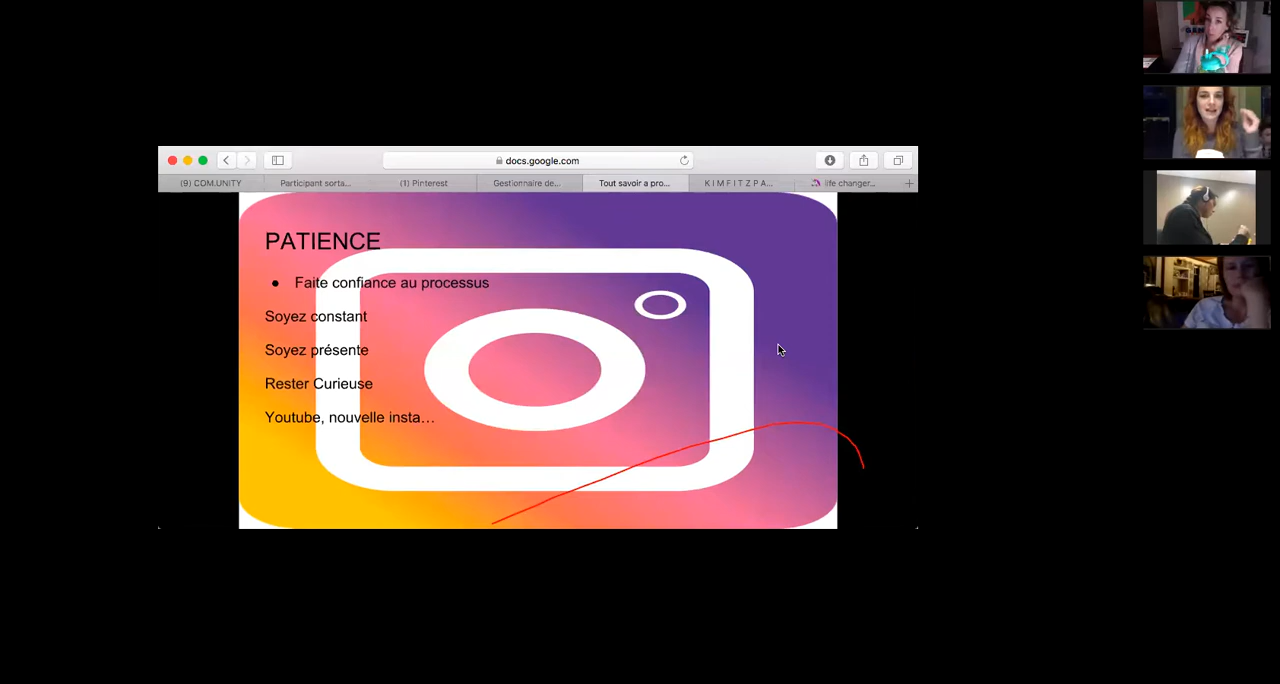 docs.google.com
(9) COM.UNITY
Participant sorta...
(1) Pinterest
Gestionnaire de...
Tout savoir a pro...
K I M F I T Z P A...
life changer...
PATIENCE
● Faite confiance au processus
Soyez constant
Soyez présente
Rester Curieuse
Youtube, nouvelle insta…